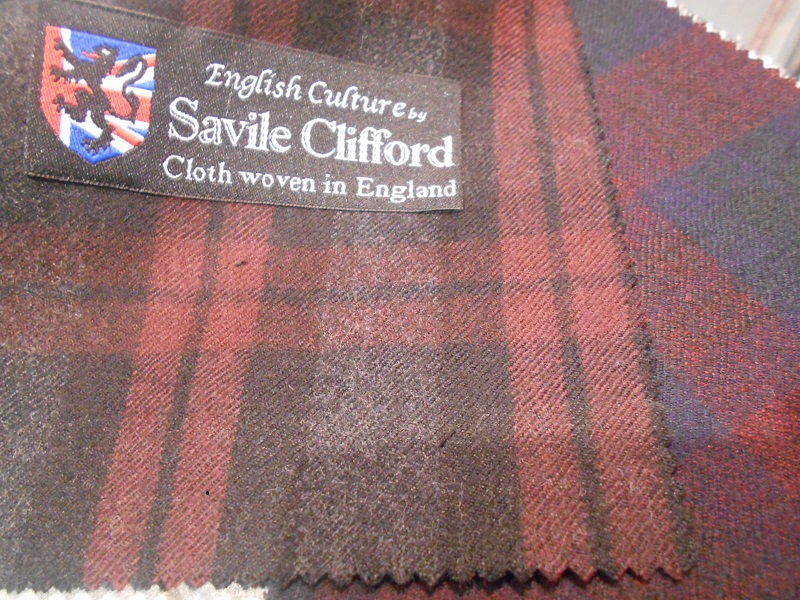 English Culture by
Savile Clifford
Cloth woven in England